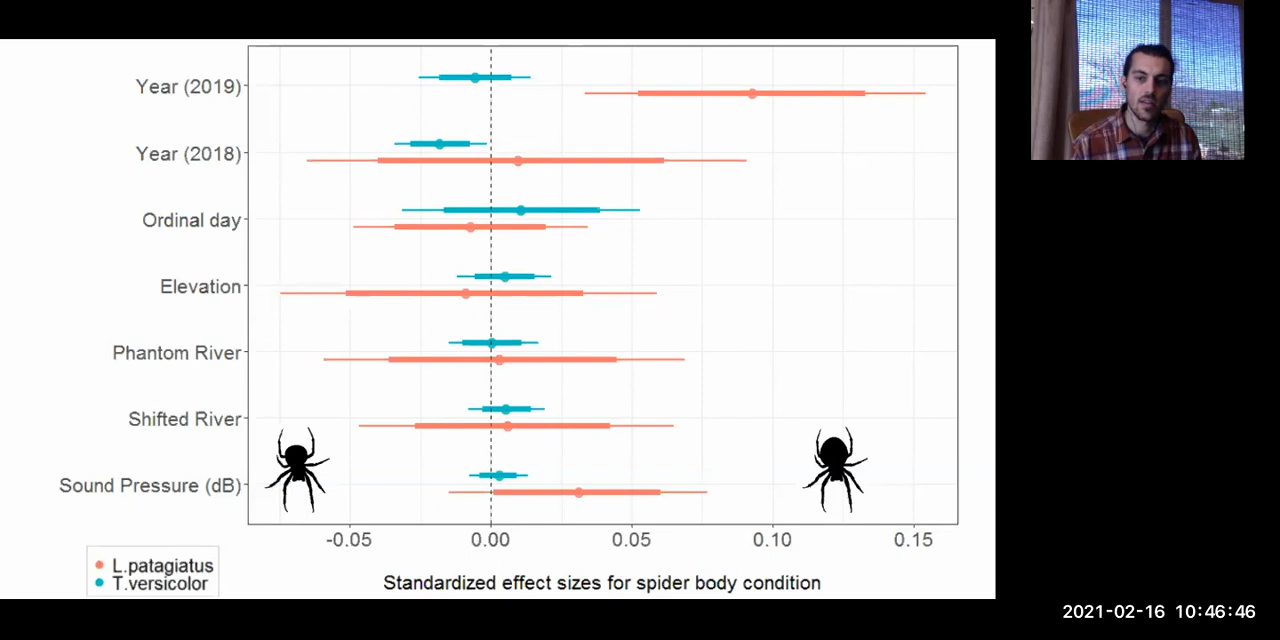 Year (2019)
Year (2018)
Ordinal day
Elevation
Phantom River
Shifted River
Sound Pressure (dB)
-0.05 0.00 0.05 0.10 0.15
L.patagiatus
T.versicolor
Standardized effect sizes for spider body condition
2021-02-16 10:46:46